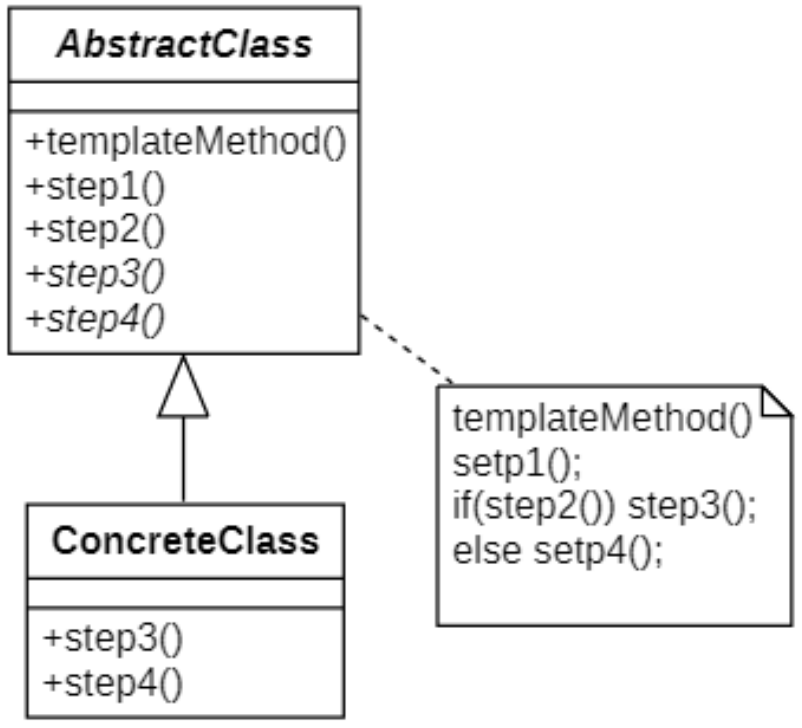 AbstractClass
+templateMethod()
+step1()
+step2()
+step3()
+step4()
templateMethod()
setp1();
if(step2()) step3();
else setp4();
ConcreteClass
+step3()
+step4()